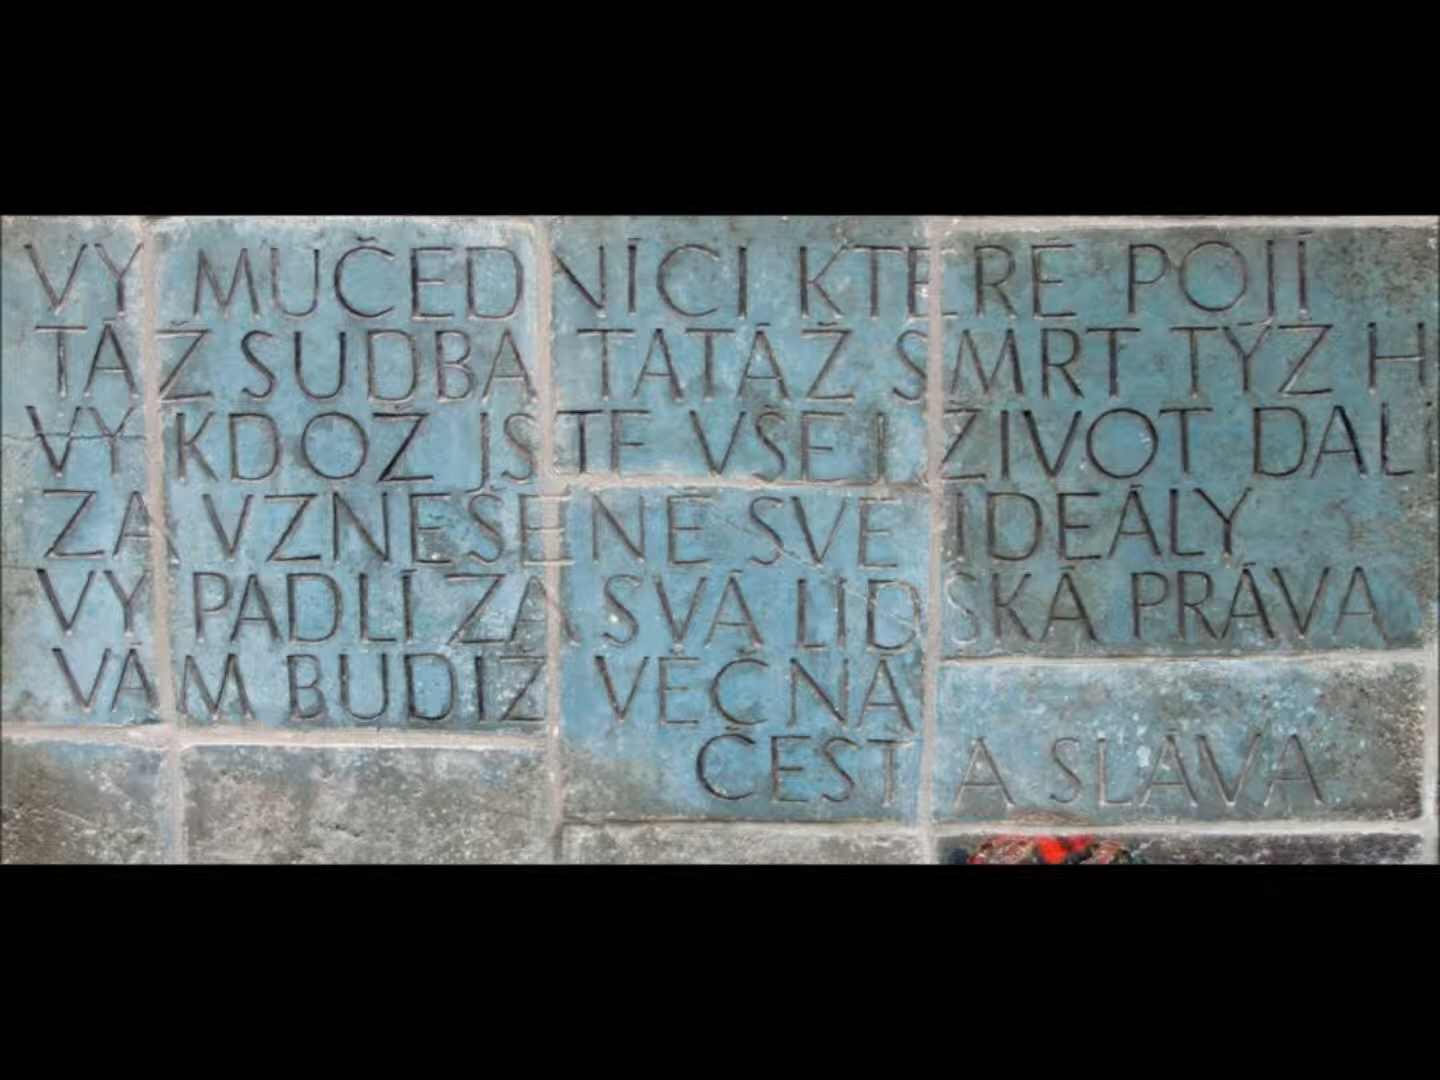 VY MUČEDNÍCI KTERÉ POJÍ
TÁŽ SUDBA TATÁŽ SMRT TÝŽ H
VY KDOŽ JSTE VŠEJ ŽIVOT DALI
ZA VZNEŠENÉ SVÉ IDEÁLY
VY PADLÍ ZA SVÁ LIDSKÁ PRÁVA
VÁM BUDIŽ VĚČNÁ
ČEST A SLÁVA